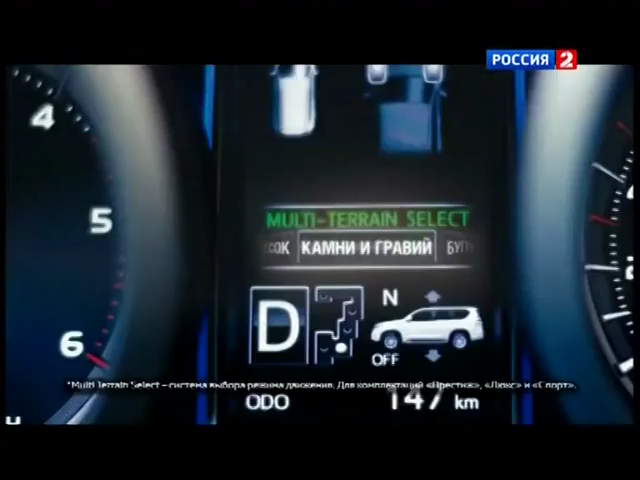 РОССИЯ 2
4
5
6
MULTI-TERRAIN SELECT
КАМНИ И ГРАВИЙ
D
N
OFF
*Multi Terrain Select – система выбора режима движения. Для комплектаций «Престиж», «Люкс» и «Спорт».
ODO 147 km
H